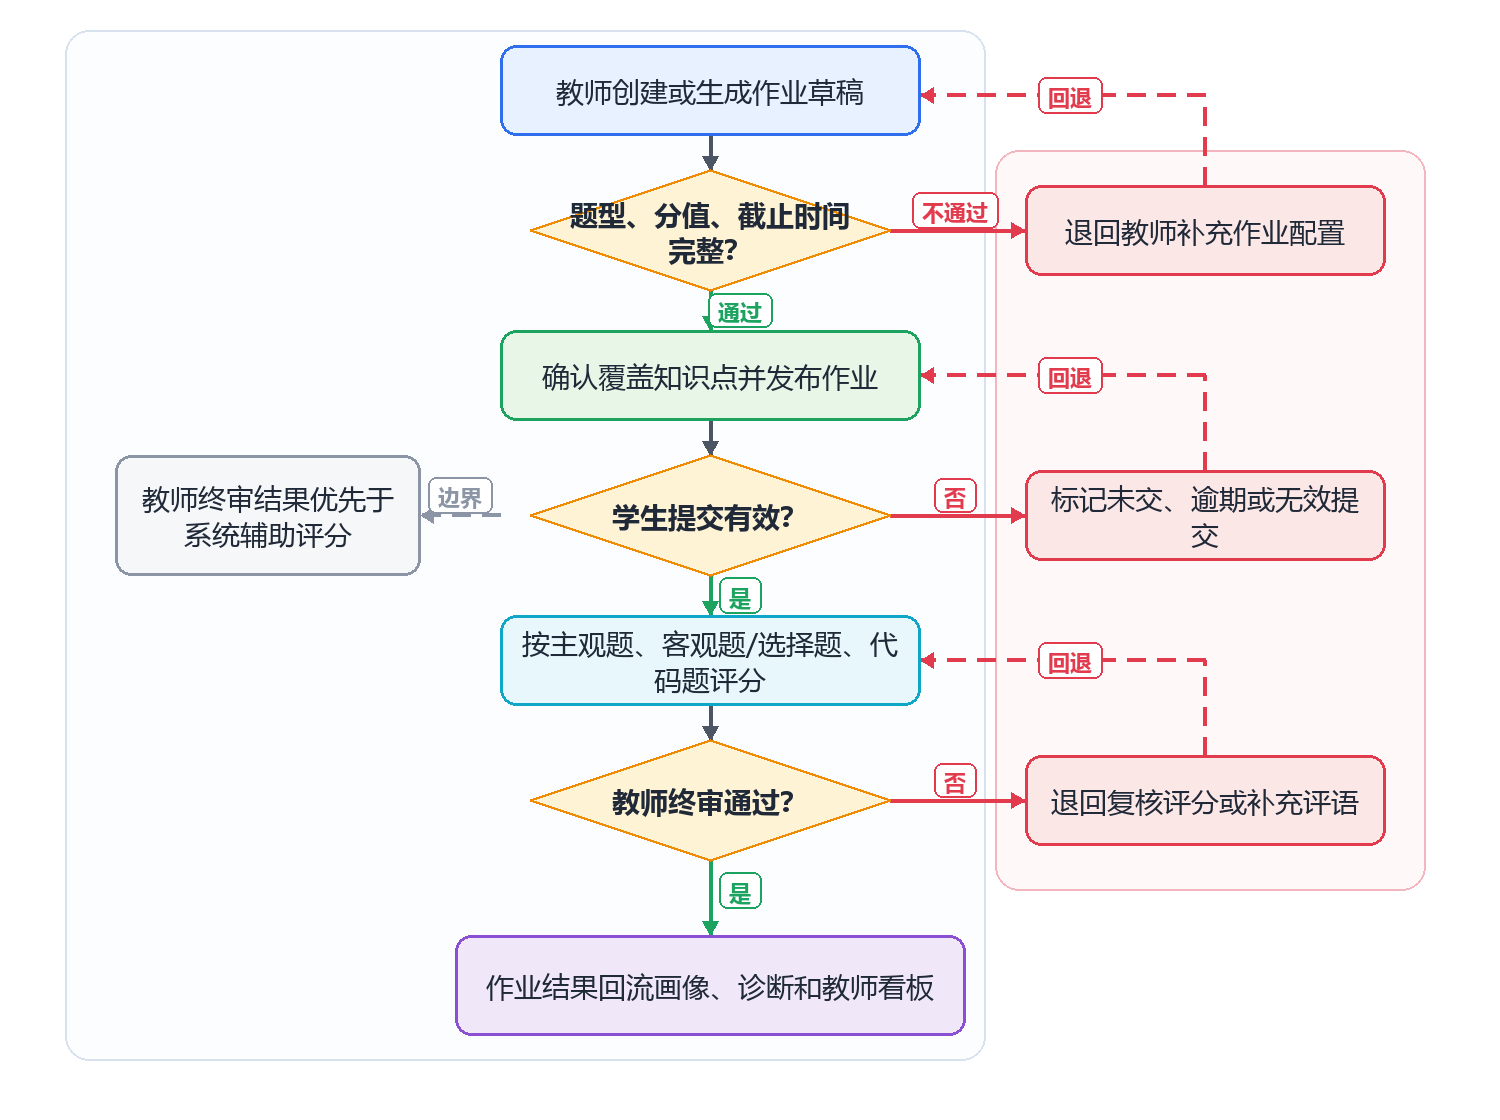 教师创建或生成作业草稿
回退
题型、分值、截止时间
完整?
不通过
退回教师补充作业配置
通过
确认覆盖知识点并发布作业
回退
教师终审结果优先于
系统辅助评分
边界
学生提交有效?
否
标记未交、逾期或无效提
交
是
按主观题、客观题/选择题、代
码题评分
回退
教师终审通过?
否
退回复核评分或补充评语
是
作业结果回流画像、诊断和教师看板